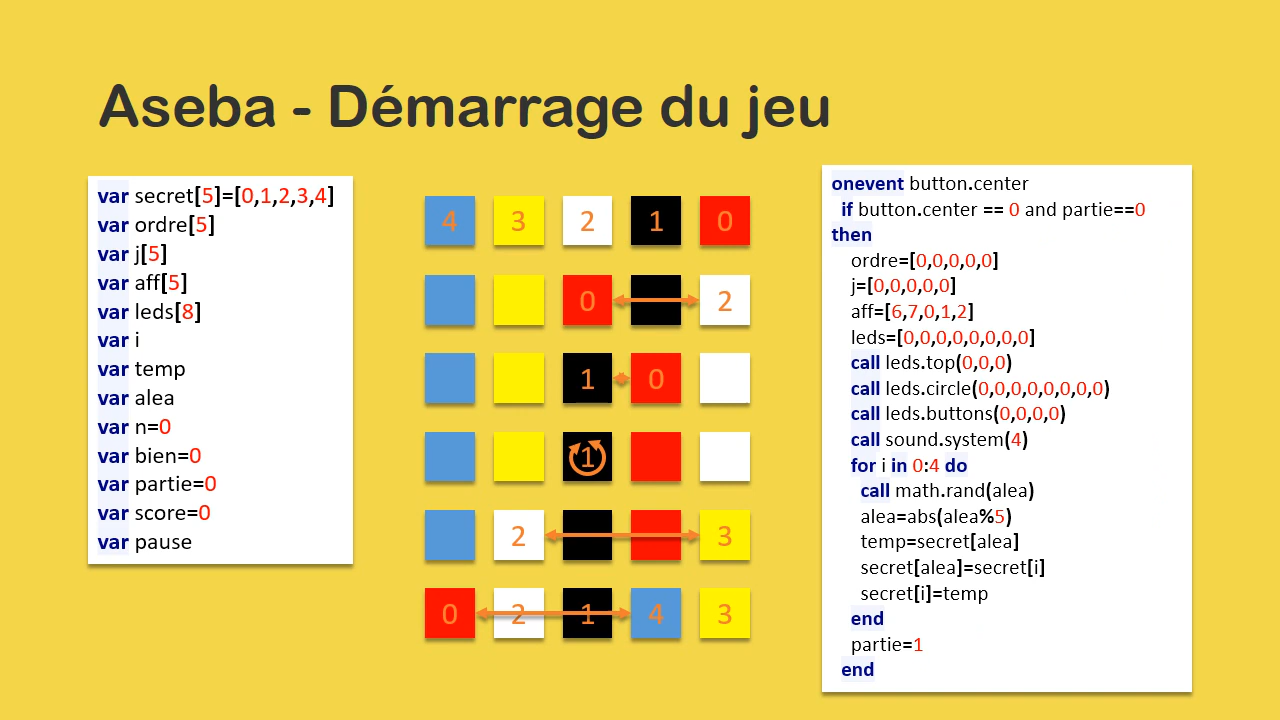 Aseba - Démarrage du jeu
var secret[5]=[0,1,2,3,4]
var ordre[5]
var j[5]
var aff[5]
var leds[8]
var i
var temp
var alea
var n=0
var bien=0
var partie=0
var score=0
var pause
4 3 2 1 0
0 2
1 0
1
2 3
0 2 1 4 3
onevent button.center
if button.center == 0 and partie==0
then
ordre=[0,0,0,0,0]
j=[0,0,0,0,0]
aff=[6,7,0,1,2]
leds=[0,0,0,0,0,0,0,0]
call leds.top(0,0,0)
call leds.circle(0,0,0,0,0,0,0,0)
call leds.buttons(0,0,0,0)
call sound.system(4)
for i in 0:4 do
call math.rand(alea)
alea=abs(alea%5)
temp=secret[alea]
secret[alea]=secret[i]
secret[i]=temp
end
partie=1
end